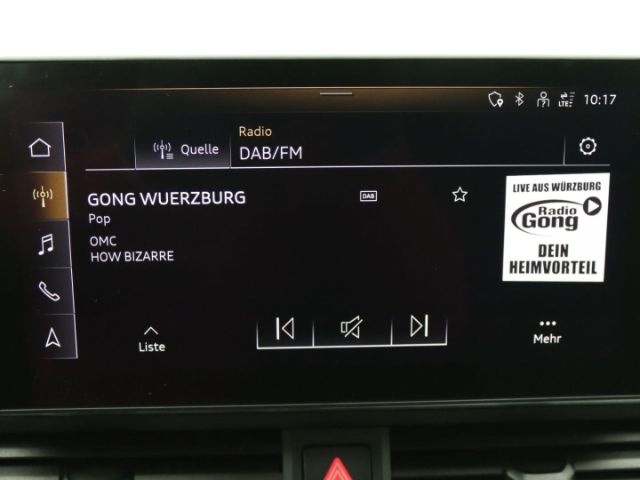 LTE 10:17
Quelle
Radio
DAB/FM
GONG WUERZBURG
DAB
Pop
OMC
HOW BIZARRE
LIVE AUS WÜRZBURG
Radio
Gong
DEIN
HEIMVORTEIL
Liste
Mehr